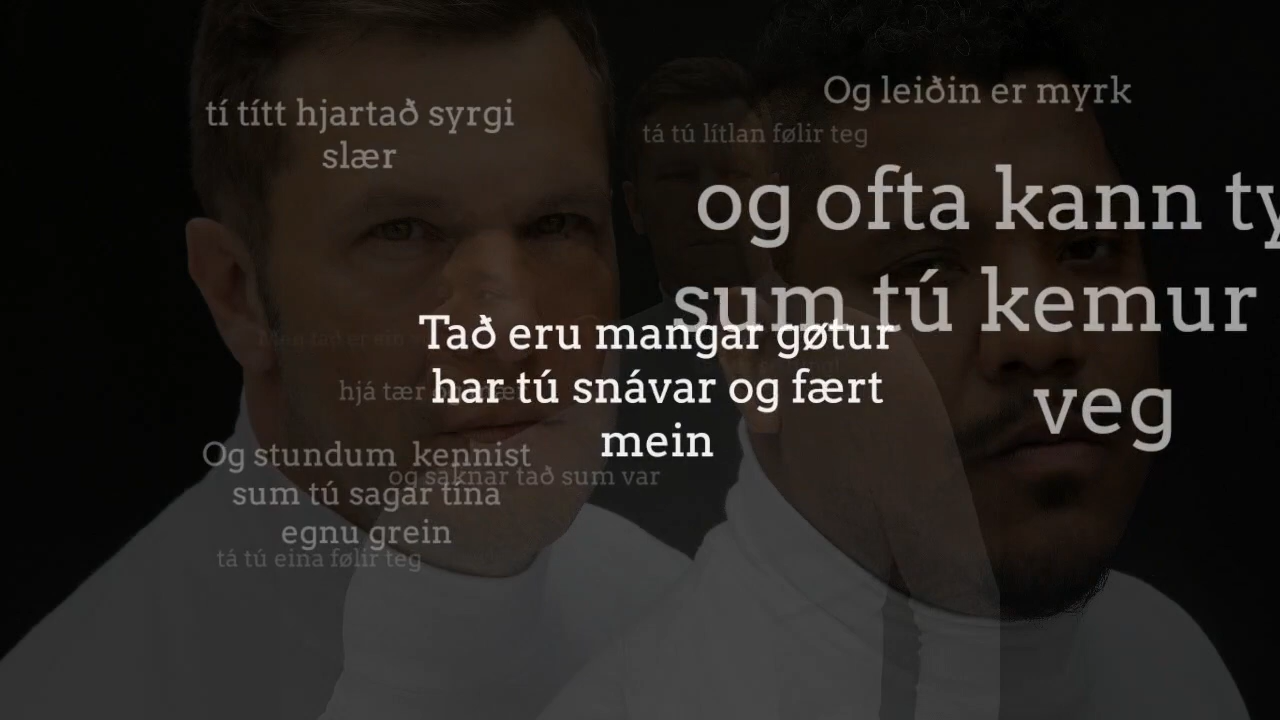 Og leiðin er myrk
tí títt hjartað syrgi
slær
tá tú lítlan følir teg
og ofta kann
sum tú kemur
veg
Tað eru mangar gøtur
har tú snávar og fært
mein
hjá tær
Og stundum kennist
sum tú sagar tína
egnu grein
og saknar tað sum var
tá tú eina følir teg